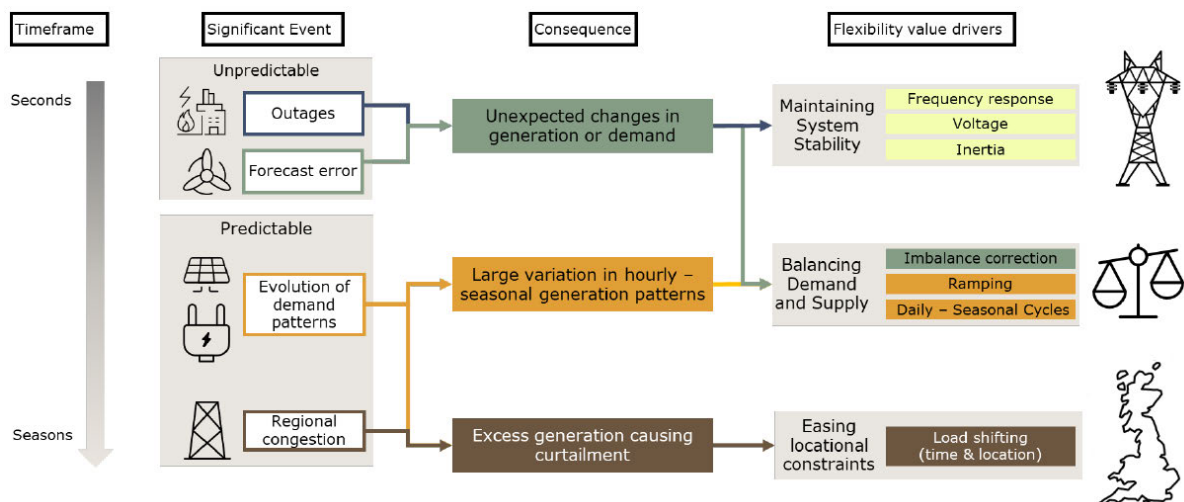 Timeframe
Significant Event
Consequence
Flexibility value drivers
Seconds
Unpredictable
Outages
Forecast error
Unexpected changes in
generation or demand
Maintaining
System
Stability
Frequency response
Voltage
Inertia
Predictable
Evolution of
demand
patterns
Large variation in hourly –
seasonal generation patterns
Balancing
Demand
and Supply
Imbalance correction
Ramping
Daily – Seasonal Cycles
Seasons
Regional
congestion
Excess generation causing
curtailment
Easing
locational
constraints
Load shifting
(time & location)